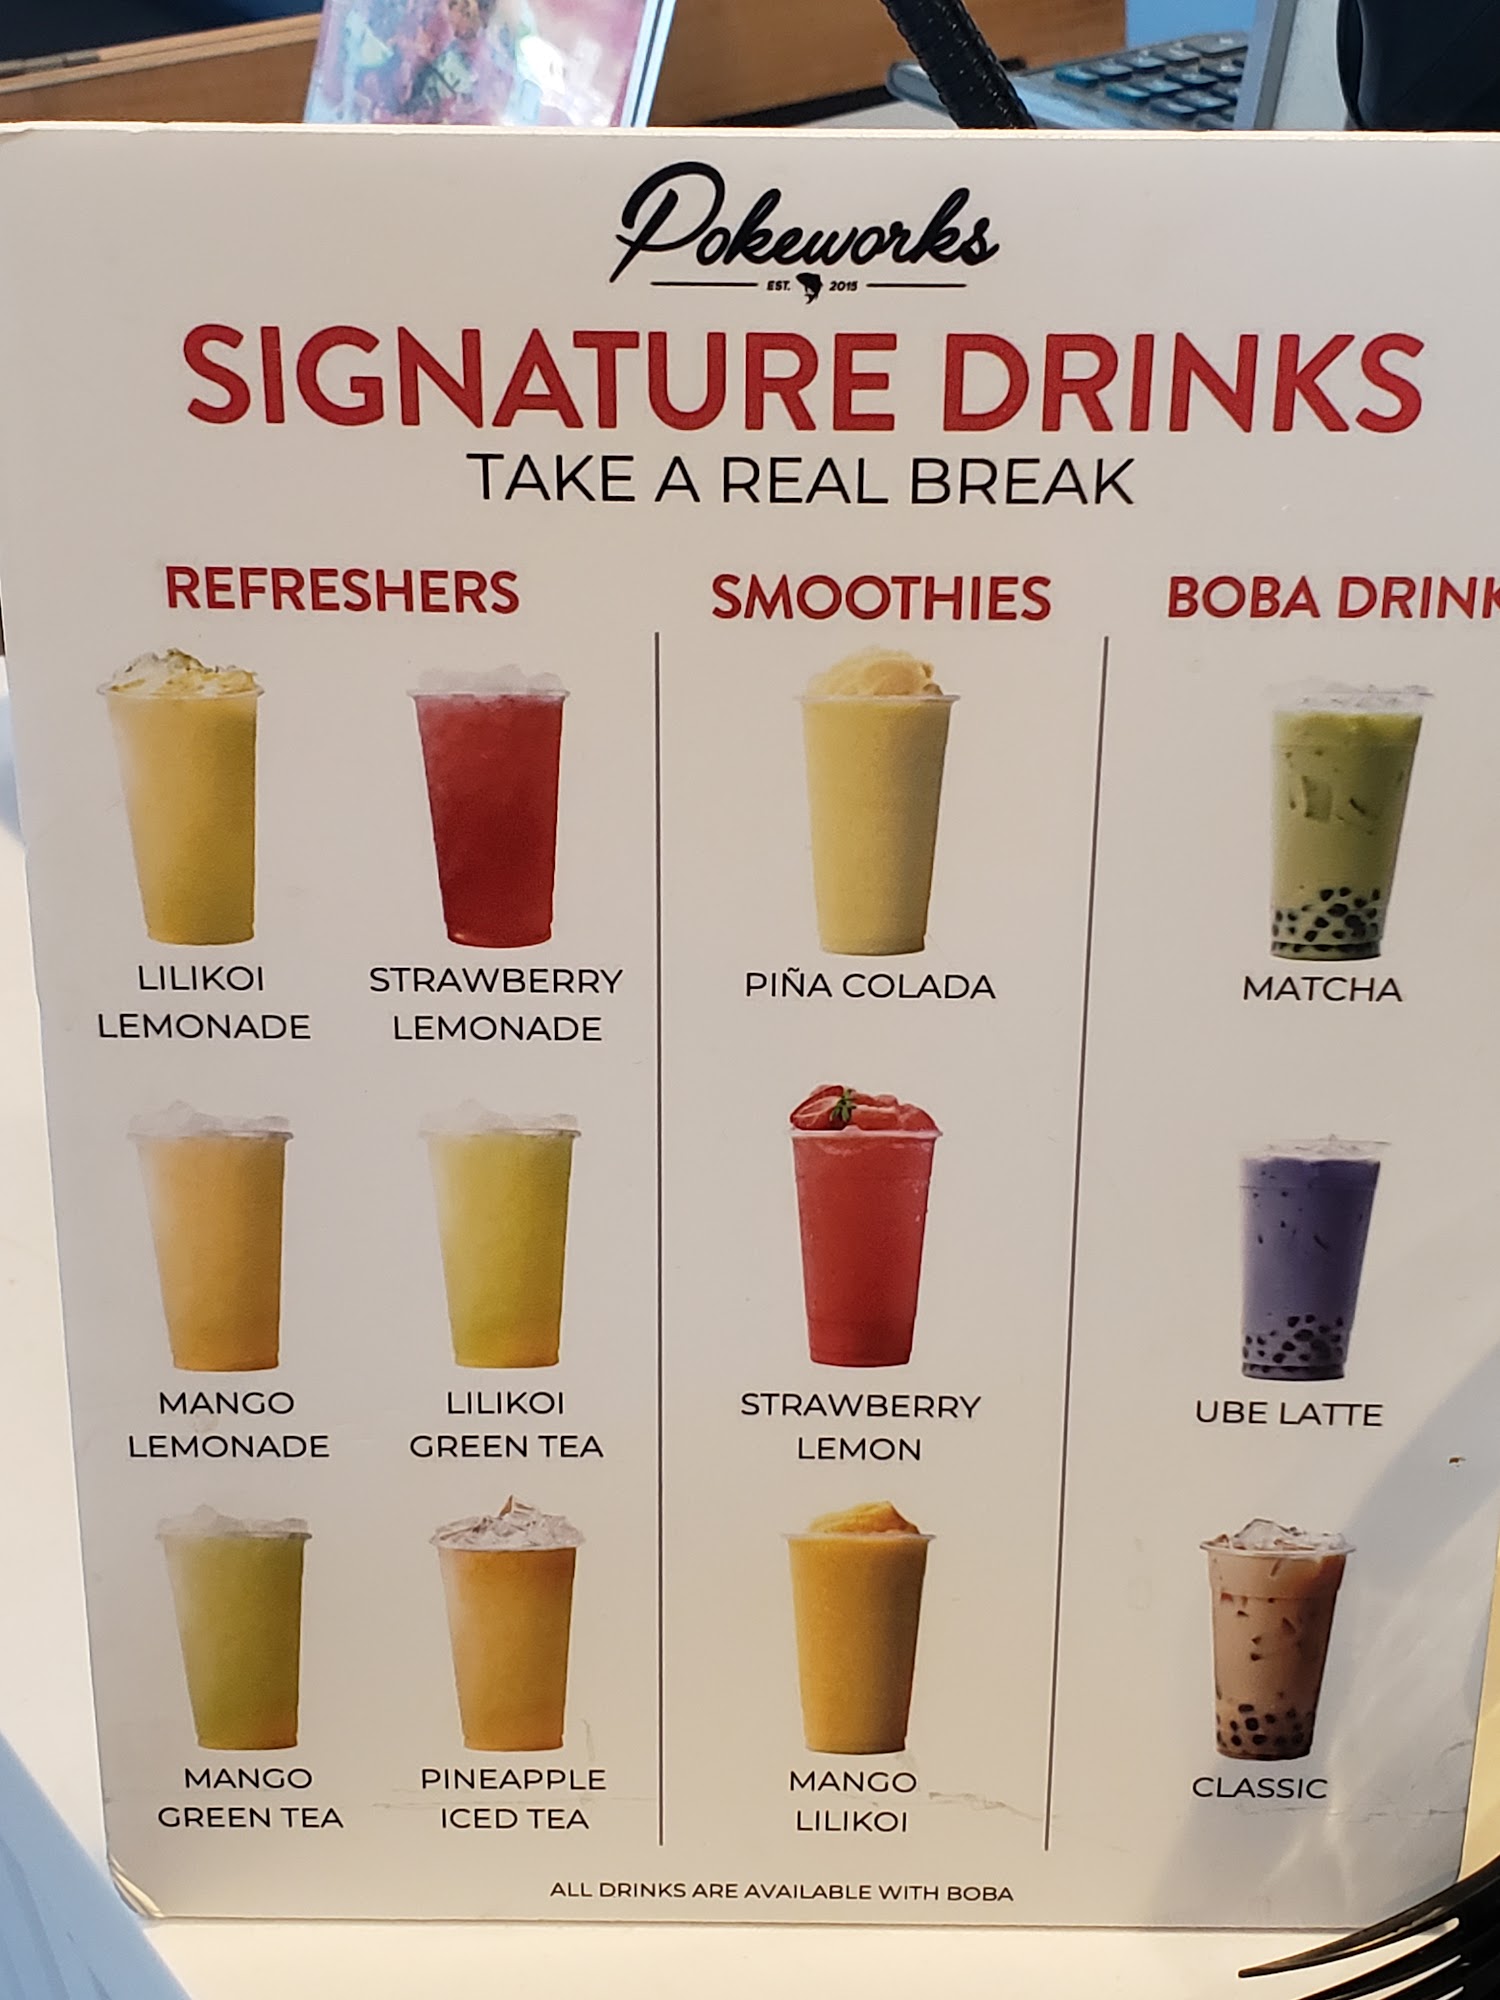 Pokeworks
EST. 2015
SIGNATURE DRINKS
TAKE A REAL BREAK
REFRESHERS
LILIKOI
LEMONADE
STRAWBERRY
LEMONADE
MANGO
LEMONADE
LILIKOI
GREEN TEA
MANGO
GREEN TEA
PINEAPPLE
ICED TEA
SMOOTHIES
PIÑA COLADA
STRAWBERRY
LEMON
MANGO
LILIKOI
BOBA DRINK
MATCHA
UBE LATTE
CLASSIC
ALL DRINKS ARE AVAILABLE WITH BOBA